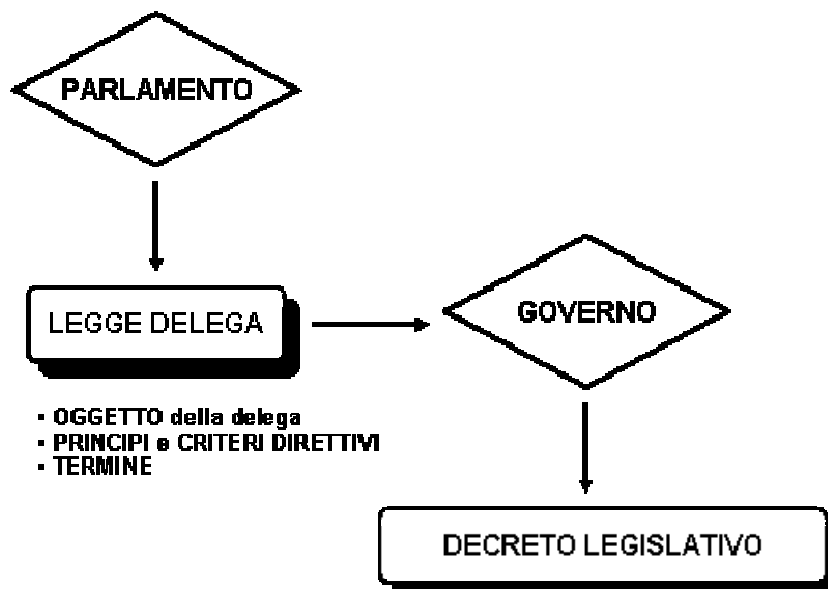 PARLAMENTO
LEGGE DELEGA
GOVERNO
• OGGETTO della delega
• PRINCIPI e CRITERI DIRETTIVI
• TERMINE
DECRETO LEGISLATIVO